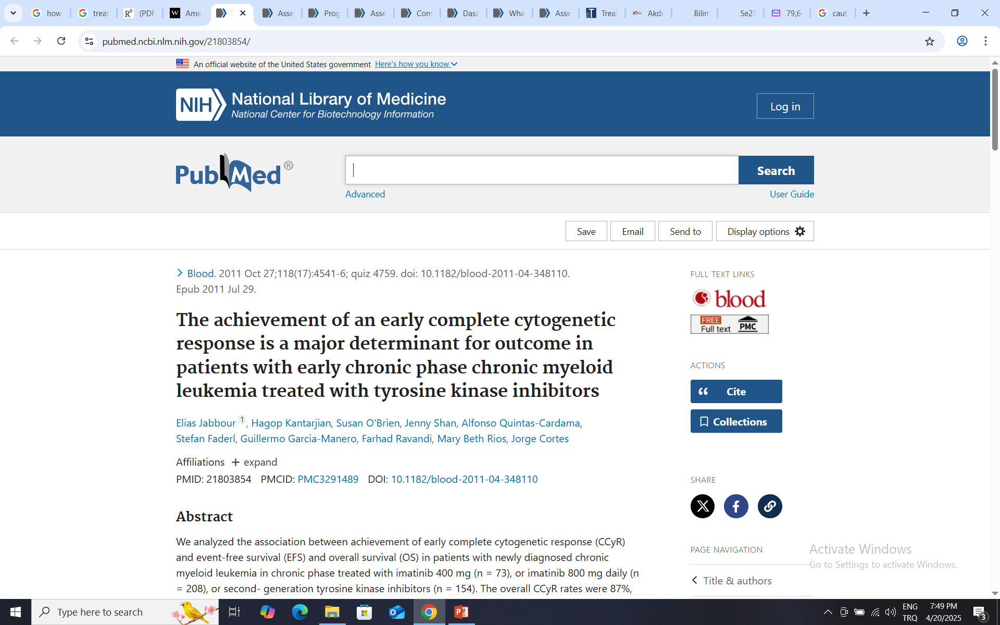 how
treat
R^G (PDF
W Ame
Asse
Prog
Asse
Com
Dasa
Wha
Asse
T Treat
Akde
Bilim
5e27
79,6
caut
pubmed.ncbi.nlm.nih.gov/21803854/
An official website of the United States government Here's how you know
NIH National Library of Medicine
National Center for Biotechnology Information
Log in
PubMed®
Search
Advanced
User Guide
Save
Email
Send to
Display options
Blood. 2011 Oct 27;118(17):4541-6; quiz 4759. doi: 10.1182/blood-2011-04-348110.
Epub 2011 Jul 29.
The achievement of an early complete cytogenetic
response is a major determinant for outcome in
patients with early chronic phase chronic myeloid
leukemia treated with tyrosine kinase inhibitors
Elias Jabbour 1, Hagop Kantarjian, Susan O'Brien, Jenny Shan, Alfonso Quintas-Cardama,
Stefan Faderl, Guillermo Garcia-Manero, Farhad Ravandi, Mary Beth Rios, Jorge Cortes
Affiliations + expand
PMID: 21803854 PMCID: PMC3291489 DOI: 10.1182/blood-2011-04-348110
Abstract
We analyzed the association between achievement of early complete cytogenetic response (CCyR)
and event-free survival (EFS) and overall survival (OS) in patients with newly diagnosed chronic
myeloid leukemia in chronic phase treated with imatinib 400 mg (n = 73), or imatinib 800 mg daily (n
= 208), or second- generation tyrosine kinase inhibitors (n = 154). The overall CCyR rates were 87%,
FULL TEXT LINKS
blood
FREE
Full text PMC
ACTIONS
Cite
Collections
SHARE
PAGE NAVIGATION
Title & authors
Activate Windows
Go to Settings to activate Windows.
Type here to search
ENG
TRQ
7:49 PM
4/20/2025
3